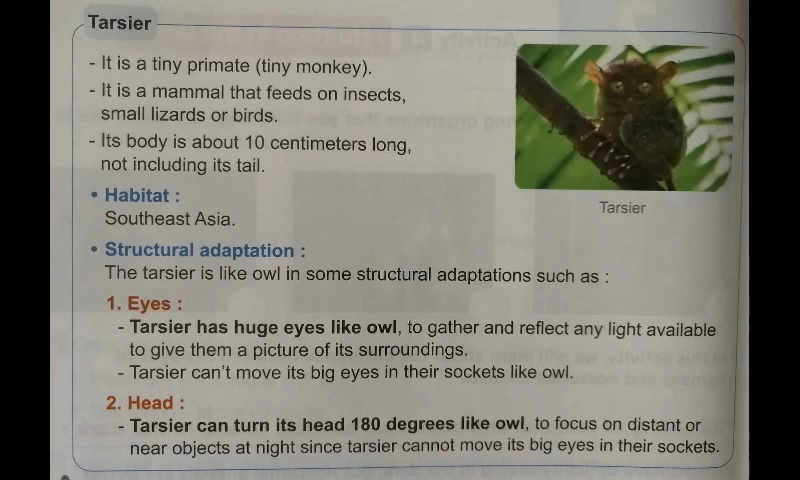 Tarsier
- It is a tiny primate (tiny monkey).
- It is a mammal that feeds on insects,
small lizards or birds.
- Its body is about 10 centimeters long,
not including its tail.
Tarsier
• Habitat :
Southeast Asia.
• Structural adaptation :
The tarsier is like owl in some structural adaptations such as :
1. Eyes :
- Tarsier has huge eyes like owl, to gather and reflect any light available
to give them a picture of its surroundings.
- Tarsier can't move its big eyes in their sockets like owl.
2. Head :
- Tarsier can turn its head 180 degrees like owl, to focus on distant or
near objects at night since tarsier cannot move its big eyes in their sockets.